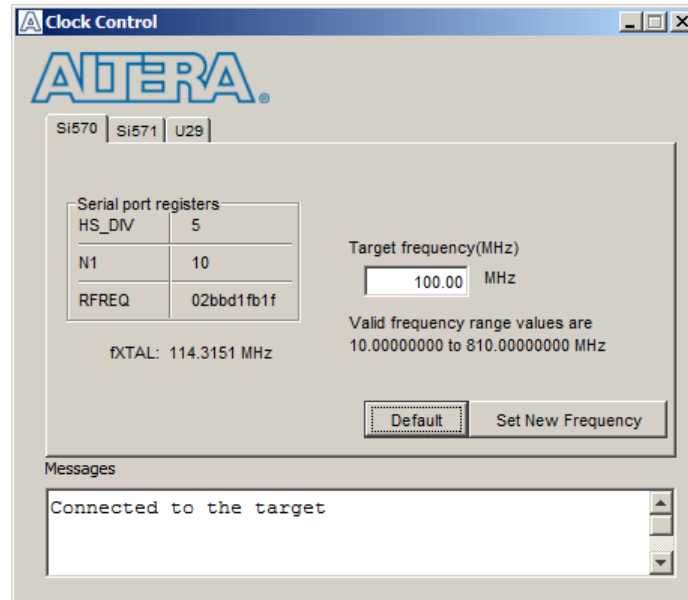 Clock Control
ALTERA®
Si570 Si571 U29
Serial port registers
HS_DIV 5
N1 10
RFREQ 02bbd1fb1f
fXTAL: 114.3151 MHz
Target frequency(MHz)
100.00 MHz
Valid frequency range values are
10.00000000 to 810.00000000 MHz
Default Set New Frequency
Messages
Connected to the target